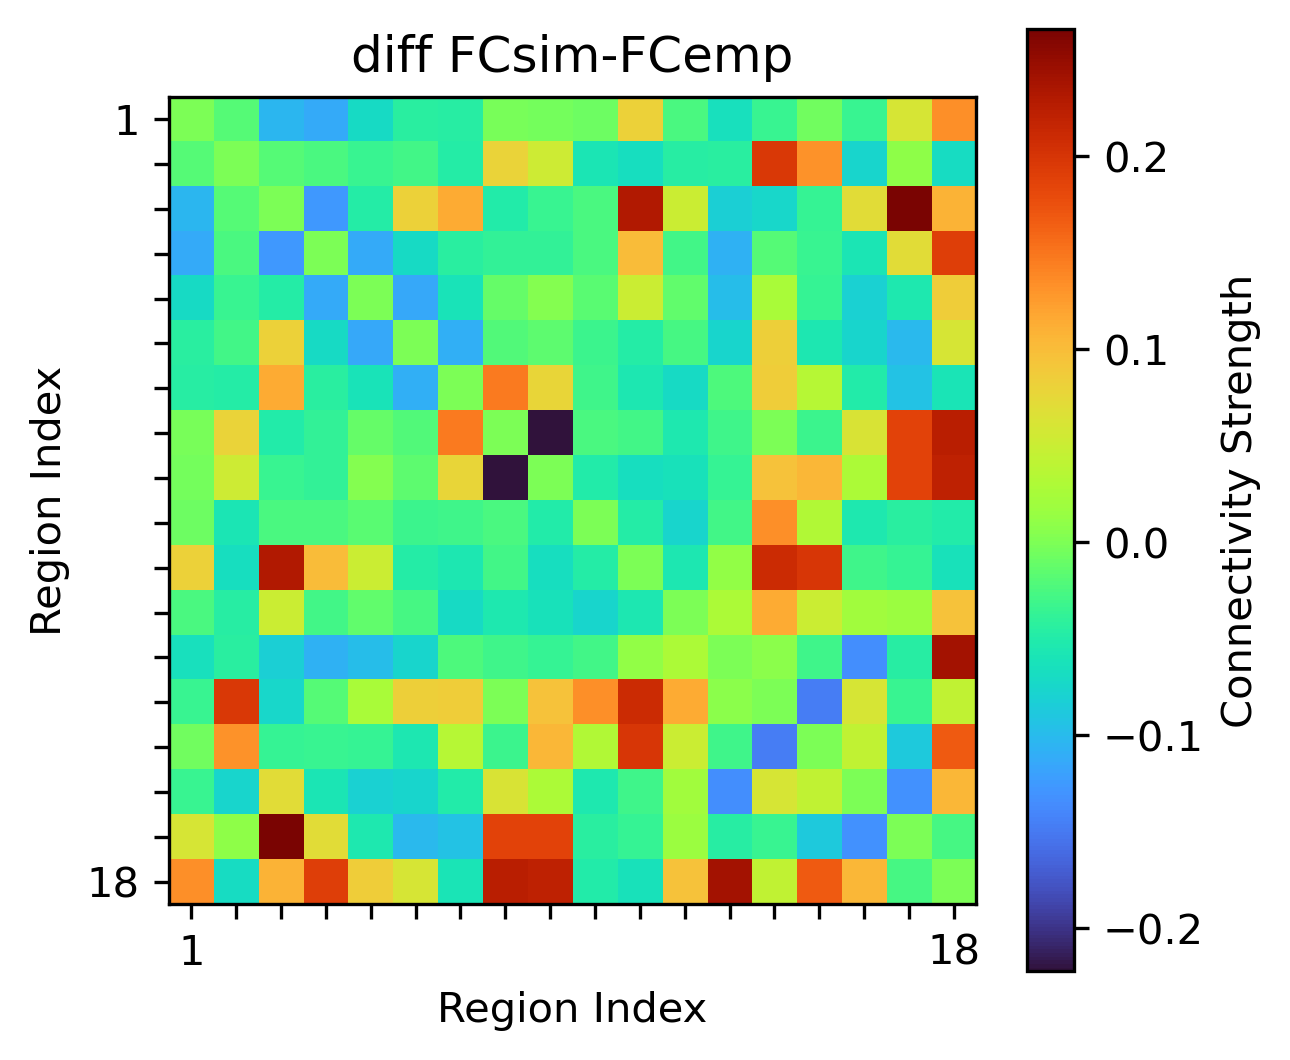 diff FCsim-FCemp
1
18
Region Index
1
18
Region Index
0.2
0.1
0.0
−0.1
−0.2
Connectivity Strength